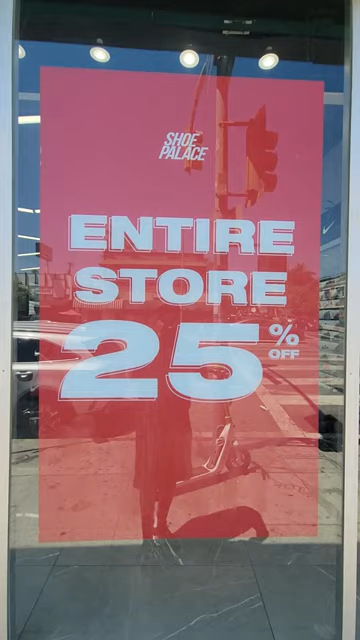 SHOE
PALACE
ENTIRE
STORE
25%
OFF